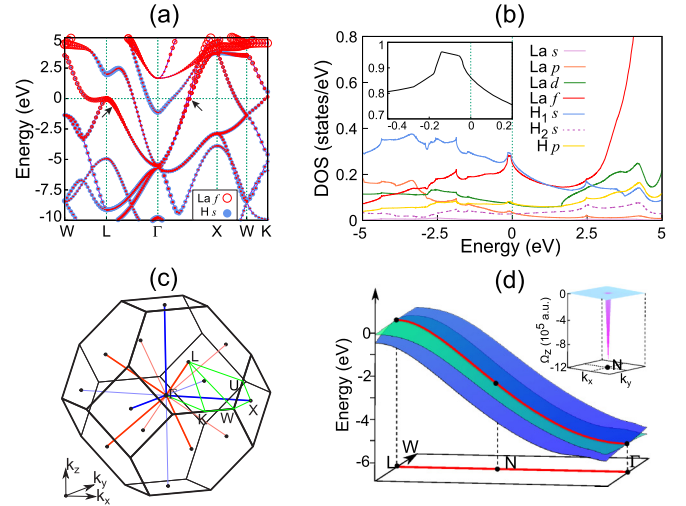 (a)
5
2.5
0
-2.5
-5
-7.5
-10
Energy (eV)
W L Γ X W K
La f
H s
(b)
0.8
0.6
0.4
0.2
0
DOS (states/eV)
-5 -2.5 0 2.5 5
Energy (eV)
1
0.9
0.8
-0.4 -0.2 0 0.2
La s
La p
La d
La f
H1 s
H2 s
H p
(c)
L
Γ
U
K W X
kz
ky
kx
(d)
0
-2
-4
-6
Energy (eV)
W
L N Γ
0
-4
-8
-12
Ωz (10⁵ a.u.)
N
kx ky